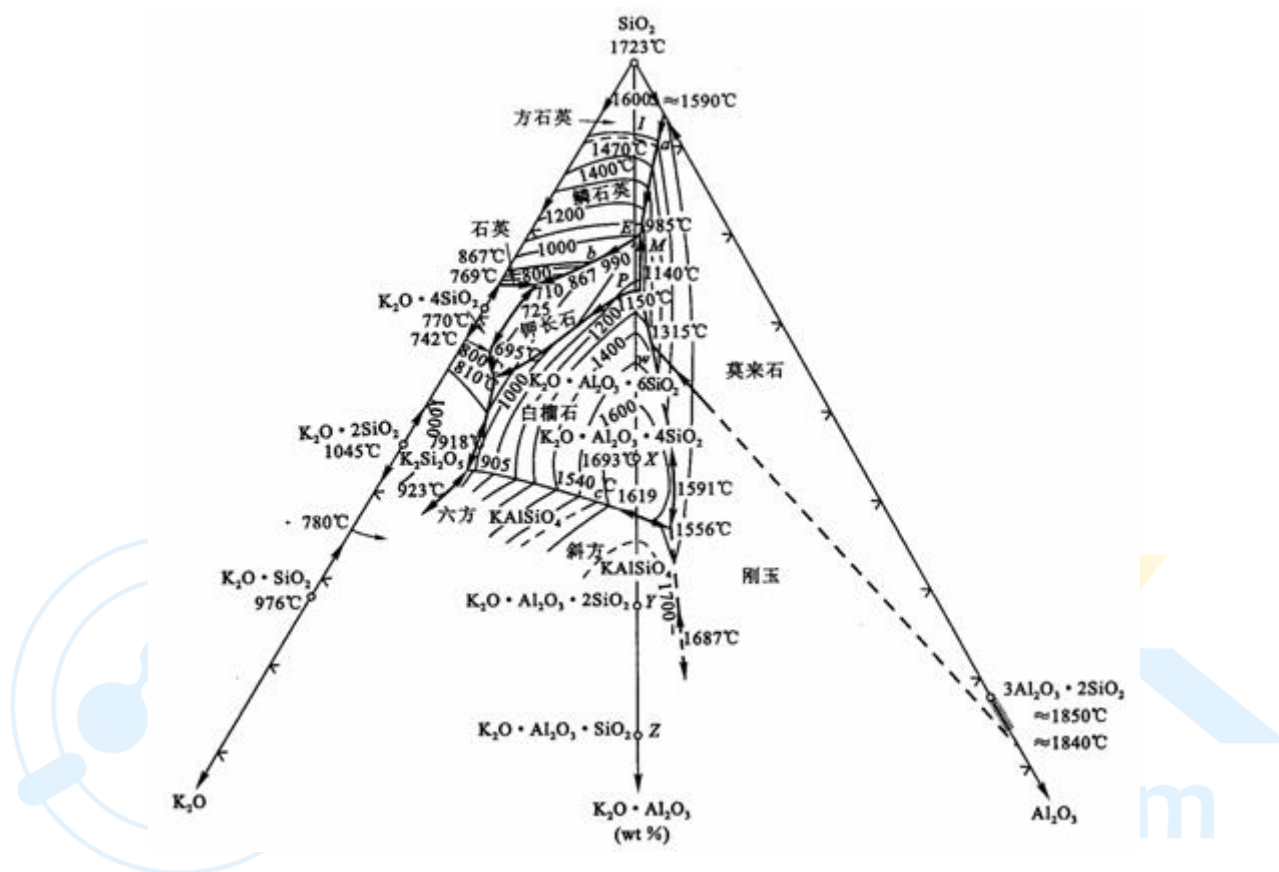 SiO₂
1723℃
1600
≈1590℃
方石英
I
1470℃
a
1400℃
鳞石英
1200
石英
E
985℃
867℃
1000
b
990
M
769℃
800
867
P
1140℃
710
K₂O·4SiO₂
725
1150℃
770℃
钾长石
1200
1315℃
742℃
695℃
1400
800
w
莫来石
810℃
1000
K₂O·Al₂O₃·6SiO₂
白榴石
1600
1000
K₂O·2SiO₂
K₂O·Al₂O₃·4SiO₂
1045℃
7918℃
1693℃
X
K₂Si₂O₅
905
1540℃
923℃
c
1619
1591℃
六方
KAlSiO₄
1556℃
780℃
斜方
KAlSiO₄
刚玉
K₂O·SiO₂
976℃
1700
K₂O·Al₂O₃·2SiO₂
Y
1687℃
3Al₂O₃·2SiO₂
≈1850℃
K₂O·Al₂O₃·SiO₂
Z
≈1840℃
K₂O
K₂O·Al₂O₃
(wt %)
Al₂O₃
m